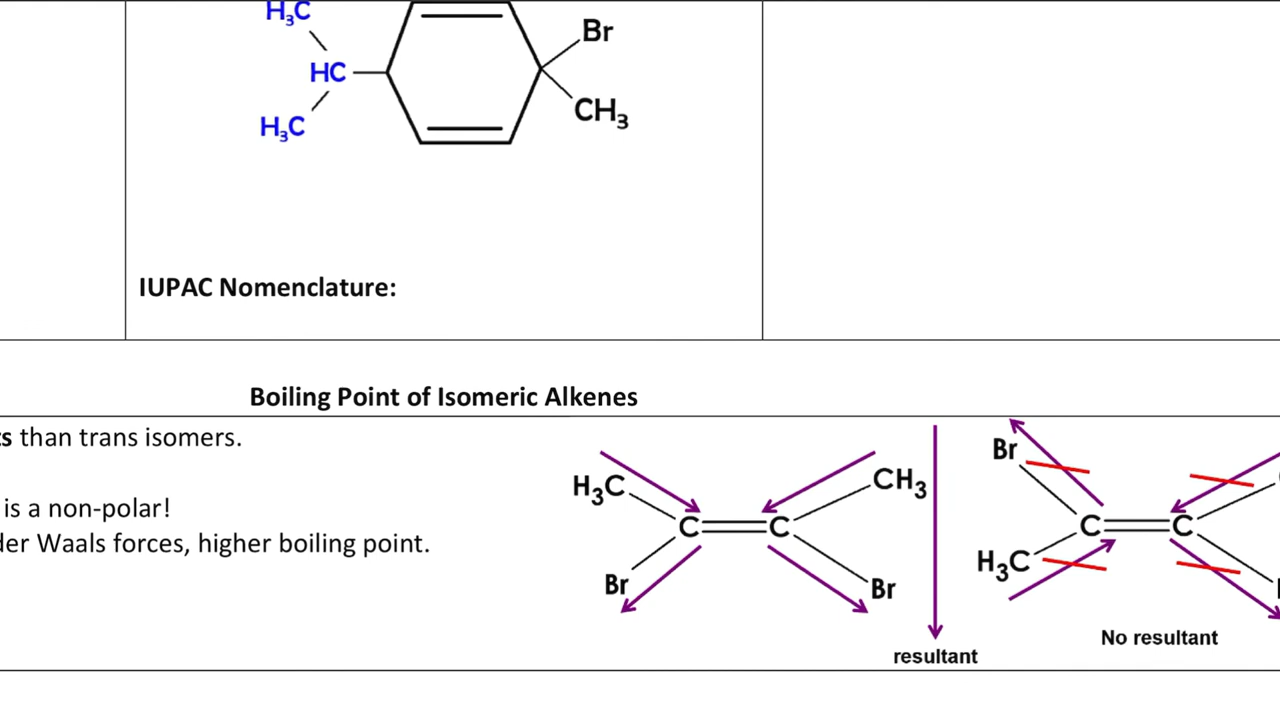 H₃C
Br
HC
CH₃
H₃C
IUPAC Nomenclature:
Boiling Point of Isomeric Alkenes
than trans isomers.
is a non-polar!
der Waals forces, higher boiling point.
H₃C CH₃
C C
Br Br
resultant
Br
C C
H₃C
No resultant